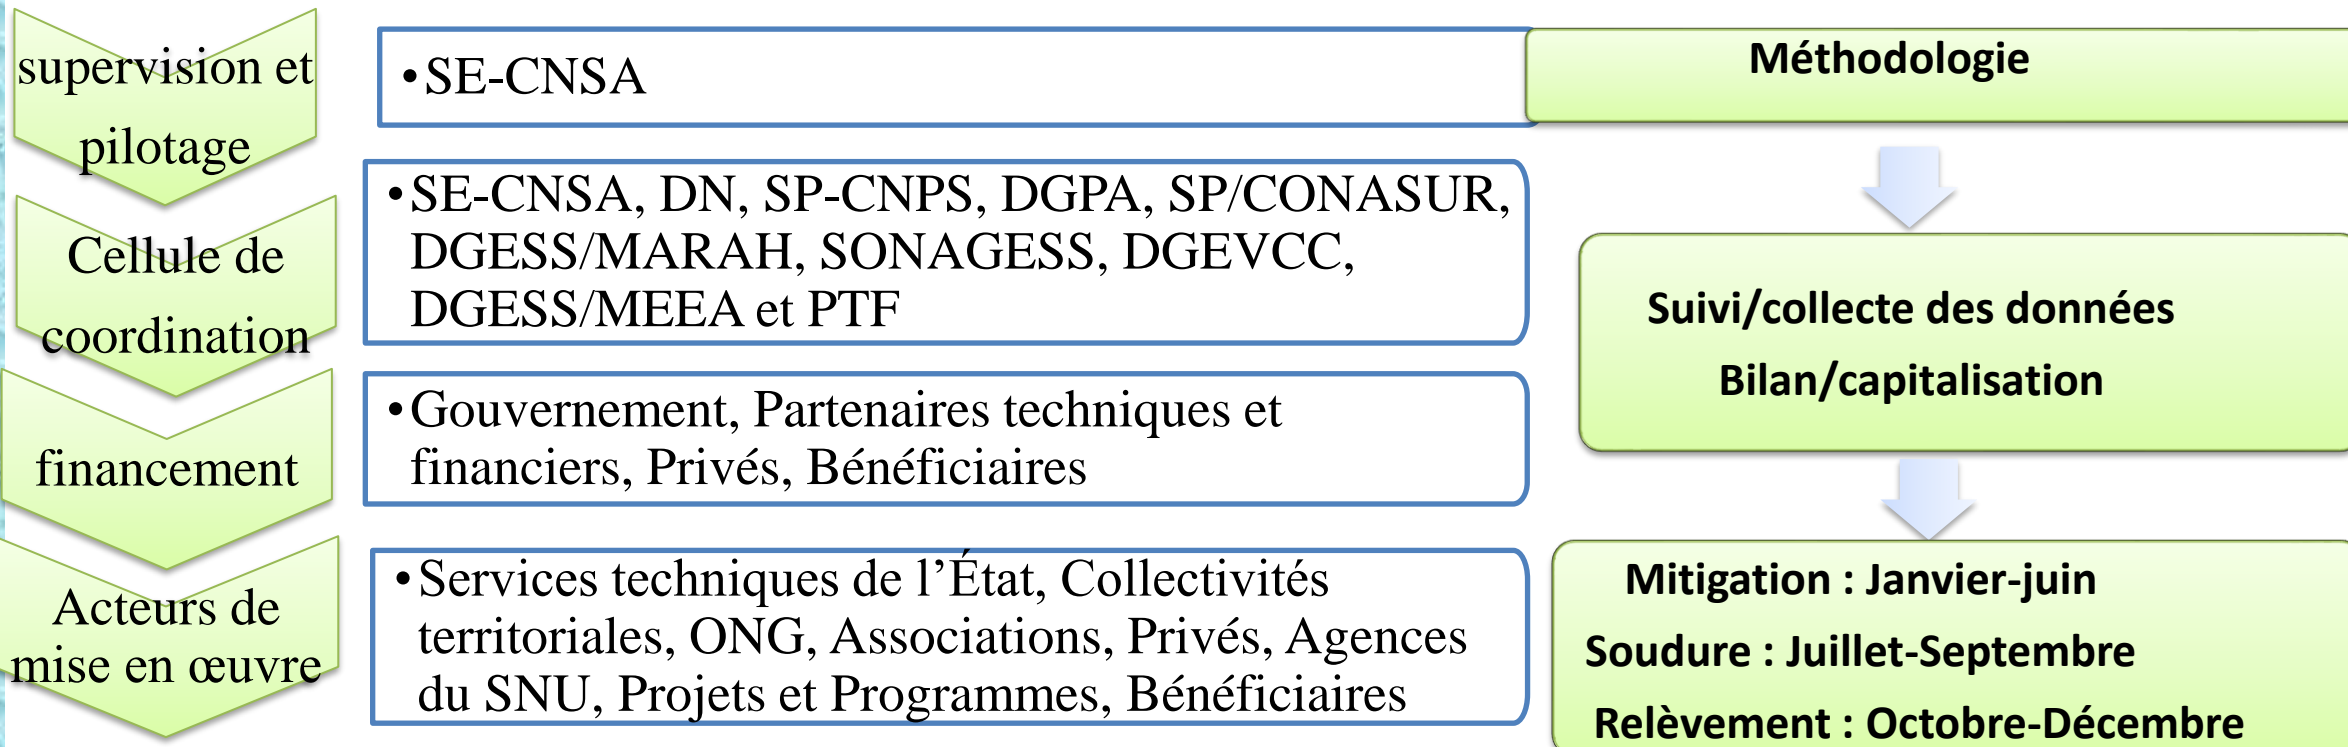 supervision et
pilotage
•SE-CNSA
Cellule de
coordination
•SE-CNSA, DN, SP-CNPS, DGPA, SP/CONASUR,
DGESS/MARAH, SONAGESS, DGEVCC,
DGESS/MEEA et PTF
financement
•Gouvernement, Partenaires techniques et
financiers, Privés, Bénéficiaires
Acteurs de
mise en œuvre
•Services techniques de l’État, Collectivités
territoriales, ONG, Associations, Privés, Agences
du SNU, Projets et Programmes, Bénéficiaires
Méthodologie
Suivi/collecte des données
Bilan/capitalisation
Mitigation : Janvier-juin
Soudure : Juillet-Septembre
Relèvement : Octobre-Décembre